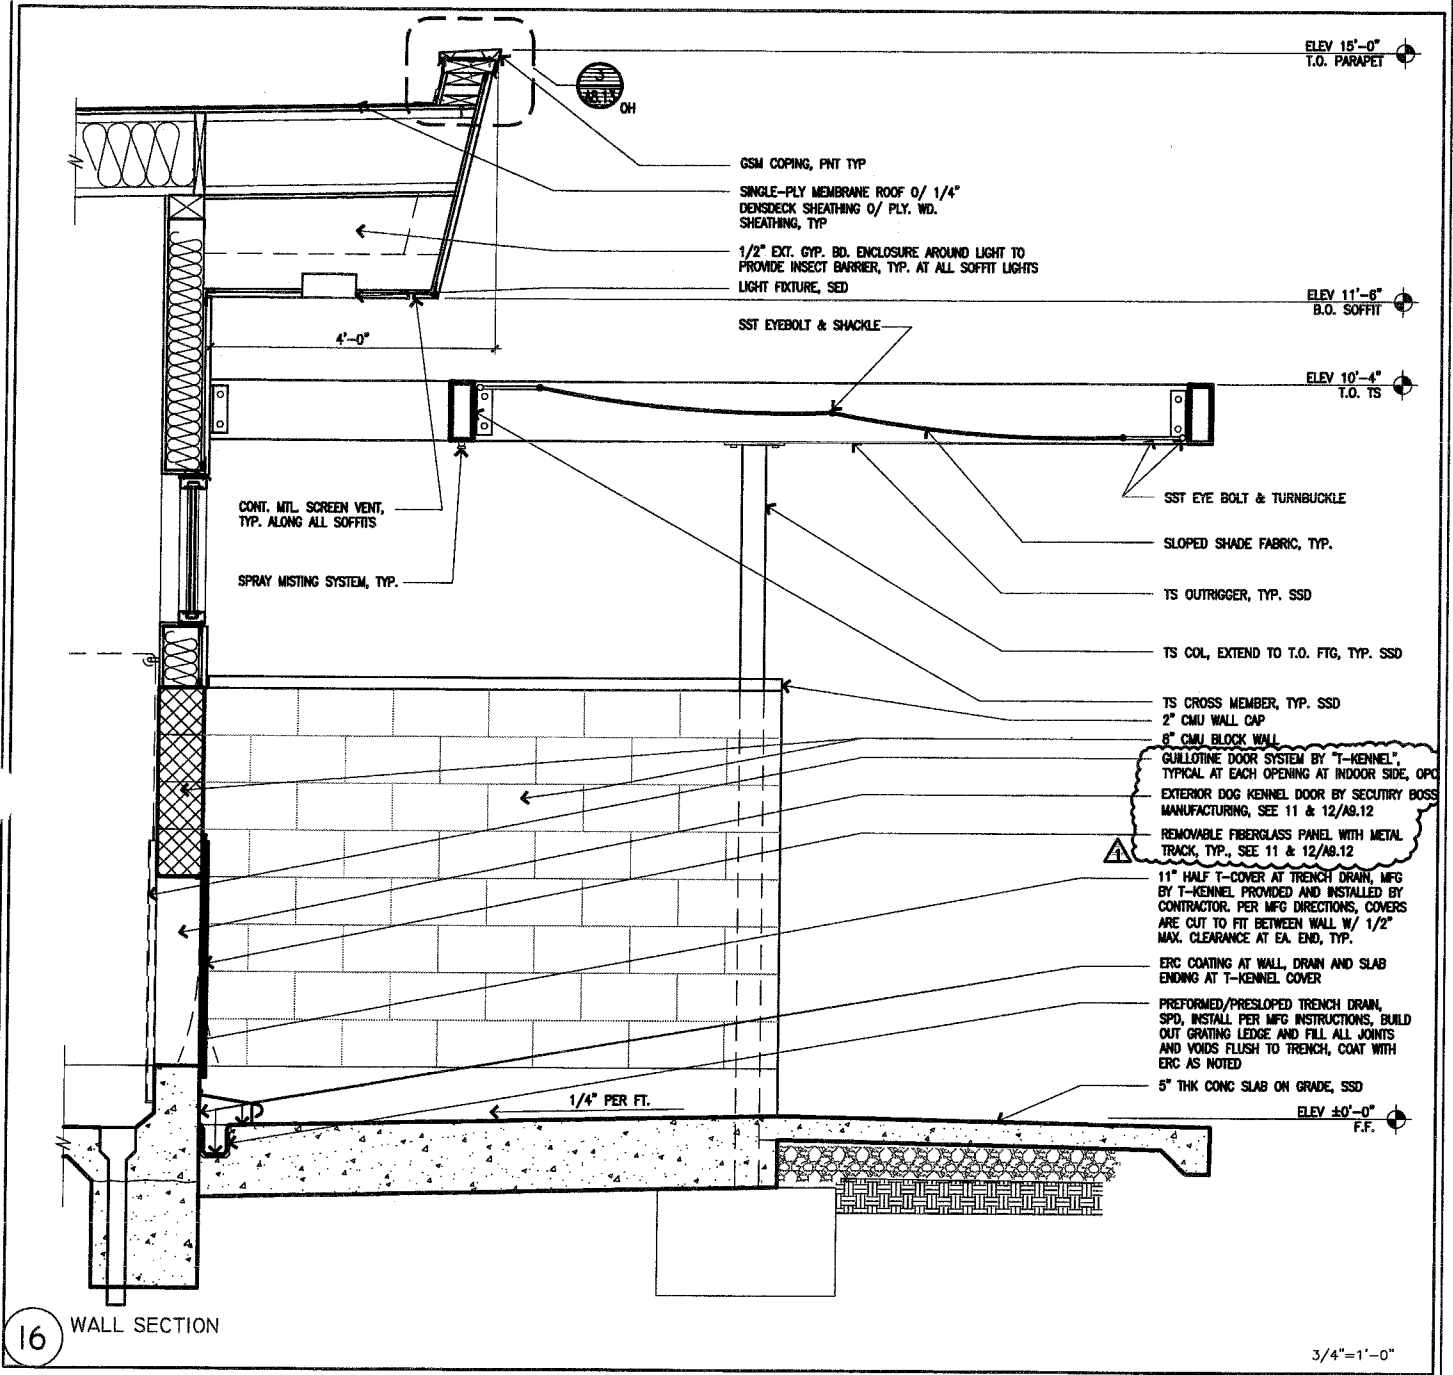 ELEV 15'-0"
T.O. PARAPET
3
A8.13
OH
GSM COPING, PNT TYP
SINGLE-PLY MEMBRANE ROOF O/ 1/4"
DENSDECK SHEATHING O/ PLY. WD.
SHEATHING, TYP
1/2" EXT. GYP. BD. ENCLOSURE AROUND LIGHT TO
PROVIDE INSECT BARRIER, TYP. AT ALL SOFFIT LIGHTS
LIGHT FIXTURE, SED
ELEV 11'-6"
B.O. SOFFIT
SST EYEBOLT & SHACKLE
4'-0"
ELEV 10'-4"
T.O. TS
CONT. MTL. SCREEN VENT,
TYP. ALONG ALL SOFFITS
SST EYE BOLT & TURNBUCKLE
SLOPED SHADE FABRIC, TYP.
SPRAY MISTING SYSTEM, TYP.
TS OUTRIGGER, TYP. SSD
TS COL, EXTEND TO T.O. FTG, TYP. SSD
TS CROSS MEMBER, TYP. SSD
2" CMU WALL CAP
8" CMU BLOCK WALL
GUILLOTINE DOOR SYSTEM BY "T-KENNEL",
TYPICAL AT EACH OPENING AT INDOOR SIDE, OPC
EXTERIOR DOG KENNEL DOOR BY SECUTIRY BOSS
MANUFACTURING, SEE 11 & 12/A9.12
REMOVABLE FIBERGLASS PANEL WITH METAL
TRACK, TYP., SEE 11 & 12/A9.12
1
11" HALF T-COVER AT TRENCH DRAIN, MFG
BY T-KENNEL PROVIDED AND INSTALLED BY
CONTRACTOR. PER MFG DIRECTIONS, COVERS
ARE CUT TO FIT BETWEEN WALL W/ 1/2"
MAX. CLEARANCE AT EA. END, TYP.
ERC COATING AT WALL, DRAIN AND SLAB
ENDING AT T-KENNEL COVER
PREFORMED/PRESLOPED TRENCH DRAIN,
SPD, INSTALL PER MFG INSTRUCTIONS, BUILD
OUT GRATING LEDGE AND FILL ALL JOINTS
AND VOIDS FLUSH TO TRENCH, COAT WITH
ERC AS NOTED
5" THK CONC SLAB ON GRADE, SSD
1/4" PER FT.
ELEV ±0'-0"
F.F.
16
WALL SECTION
3/4"=1'-0"